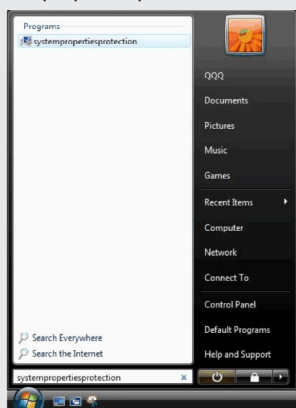 Programs
systempropertiesprotection
Search Everywhere
Search the Internet
systempropertiesprotection
QQQ
Documents
Pictures
Music
Games
Recent Items
Computer
Network
Connect To
Control Panel
Default Programs
Help and Support